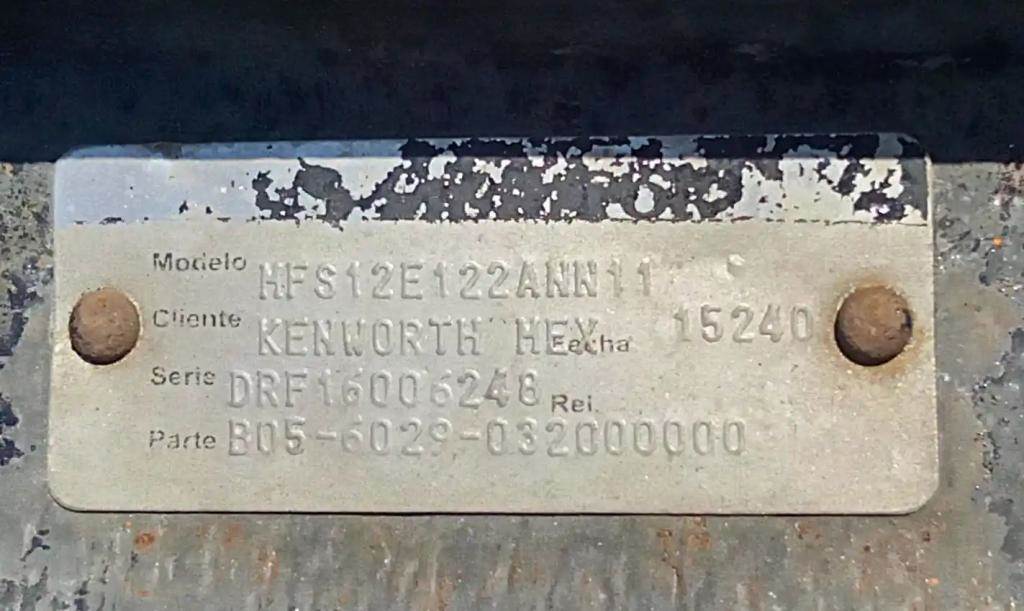 Modelo HFS12E122ANN11
Cliente KENWORTH MEX Fecha 15240
Serie DRF16006248 Rel.
Parte B05-6029-032000000